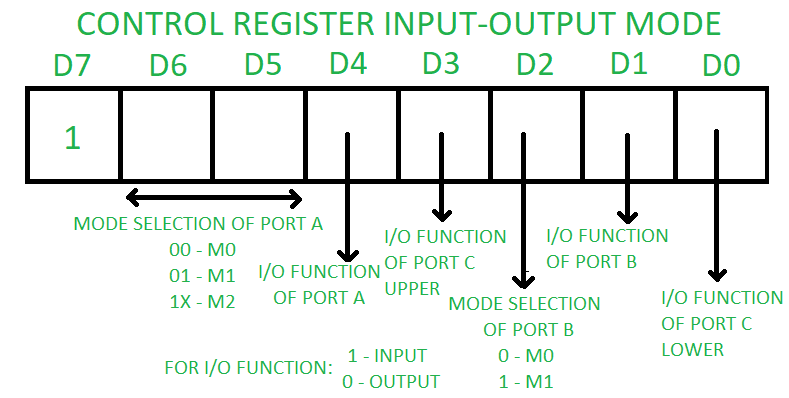 CONTROL REGISTER INPUT-OUTPUT MODE
D7 D6 D5 D4 D3 D2 D1 D0
1
MODE SELECTION OF PORT A
00 - M0
01 - M1
1X - M2
I/O FUNCTION
OF PORT A
I/O FUNCTION
OF PORT C
UPPER
MODE SELECTION
OF PORT B
0 - M0
1 - M1
I/O FUNCTION
OF PORT B
I/O FUNCTION
OF PORT C
LOWER
FOR I/O FUNCTION:
1 - INPUT
0 - OUTPUT